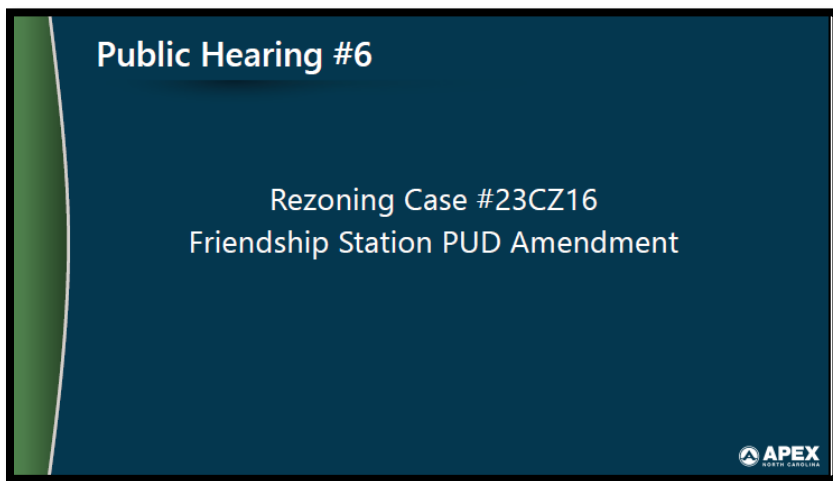 Public Hearing #6
Rezoning Case #23CZ16
Friendship Station PUD Amendment
APEX
NORTH CAROLINA